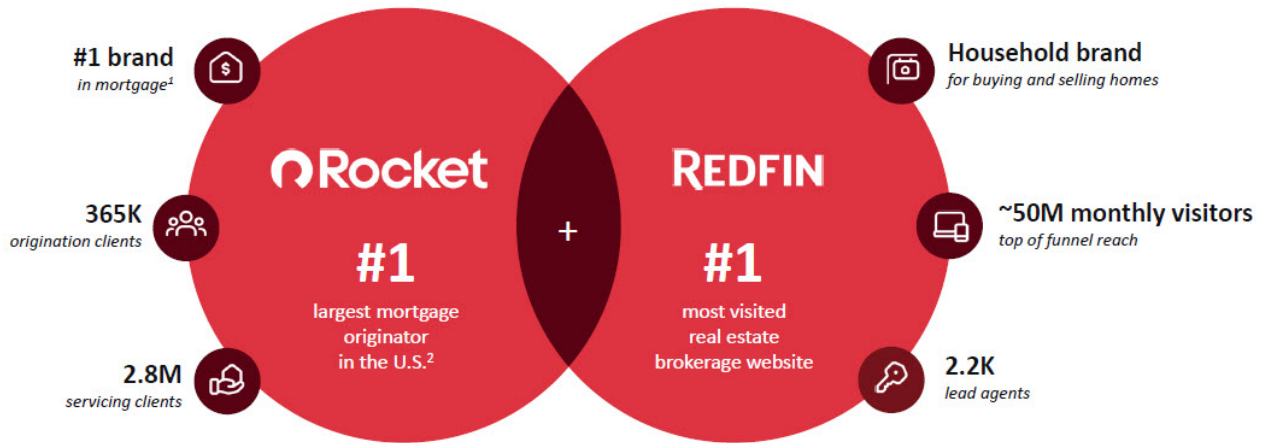 #1 brand
in mortgage¹
365K
origination clients
2.8M
servicing clients
Rocket
#1
largest mortgage
originator
in the U.S.²
+
REDFIN
#1
most visited
real estate
brokerage website
Household brand
for buying and selling homes
~50M monthly visitors
top of funnel reach
2.2K
lead agents
$